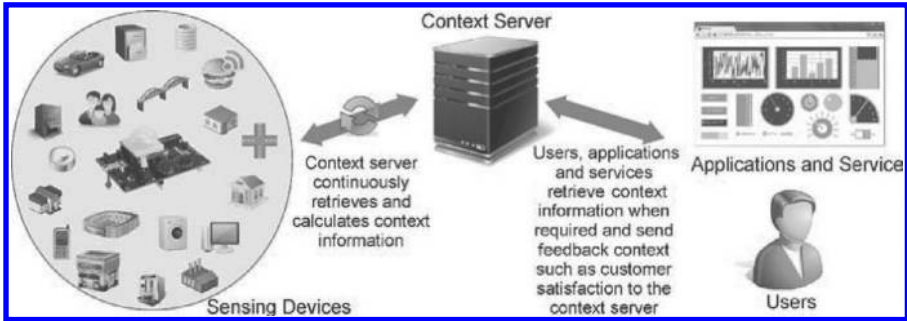 Context Server
Context server
continuously
retrieves and
calculates context
information
Sensing Devices
Users, applications
and services
retrieve context
information when
required and send
feedback context
such as customer
satisfaction to the
context server
Applications and Service
Users